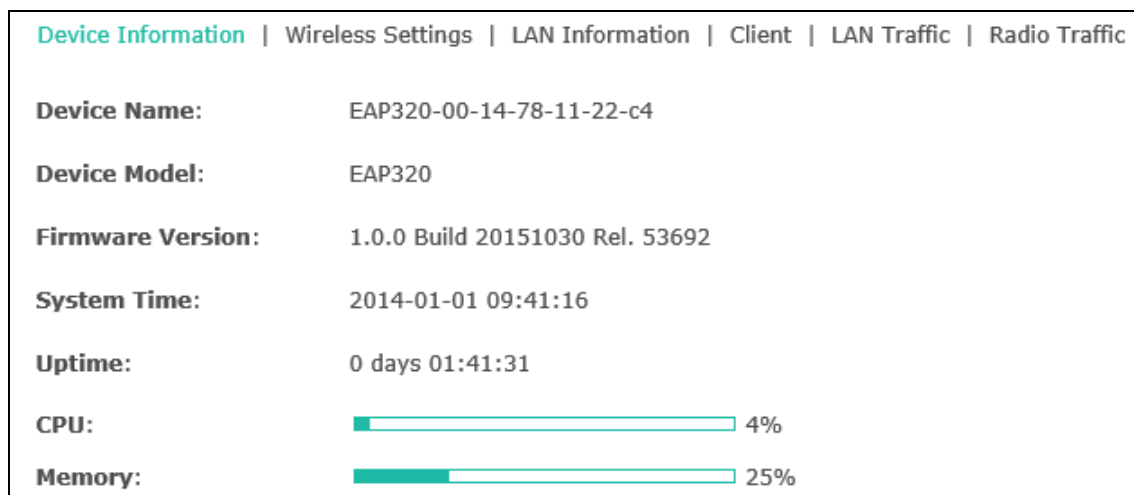 Device Information | Wireless Settings | LAN Information | Client | LAN Traffic | Radio Traffic
Device Name: EAP320-00-14-78-11-22-c4
Device Model: EAP320
Firmware Version: 1.0.0 Build 20151030 Rel. 53692
System Time: 2014-01-01 09:41:16
Uptime: 0 days 01:41:31
CPU: 4%
Memory: 25%